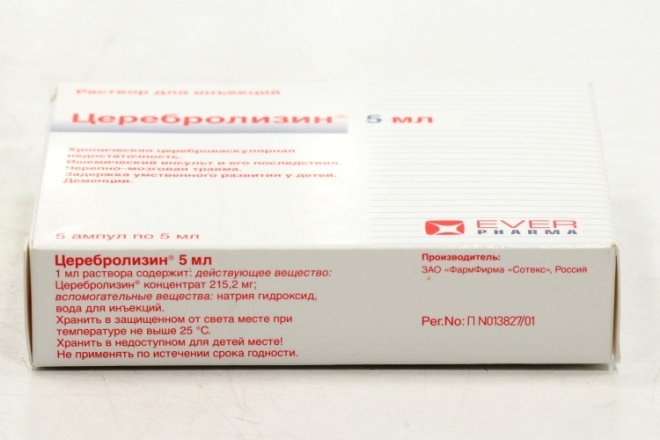 Раствор для инъекций
Церебролизин® 5 мл
Хроническая цереброваскулярная
недостаточность.
Ишемический инсульт и его последствия.
Черепно-мозговая травма.
Задержка умственного развития у детей.
Деменции.
5 ампул по 5 мл
EVER
PHARMA
Церебролизин® 5 мл
1 мл раствора содержит: действующее вещество:
Церебролизин® концентрат 215,2 мг;
вспомогательные вещества: натрия гидроксид,
вода для инъекций.
Хранить в защищенном от света месте при
температуре не выше 25 °С.
Хранить в недоступном для детей месте!
Не применять по истечении срока годности.
Производитель:
ЗАО «ФармФирма «Сотекс», Россия
Рег.No: П N013827/01